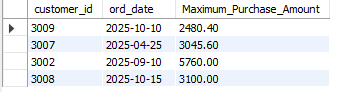 customer_id ord_date Maximum_Purchase_Amount
3009 2025-10-10 2480.40
3007 2025-04-25 3045.60
3002 2025-09-10 5760.00
3008 2025-10-15 3100.00